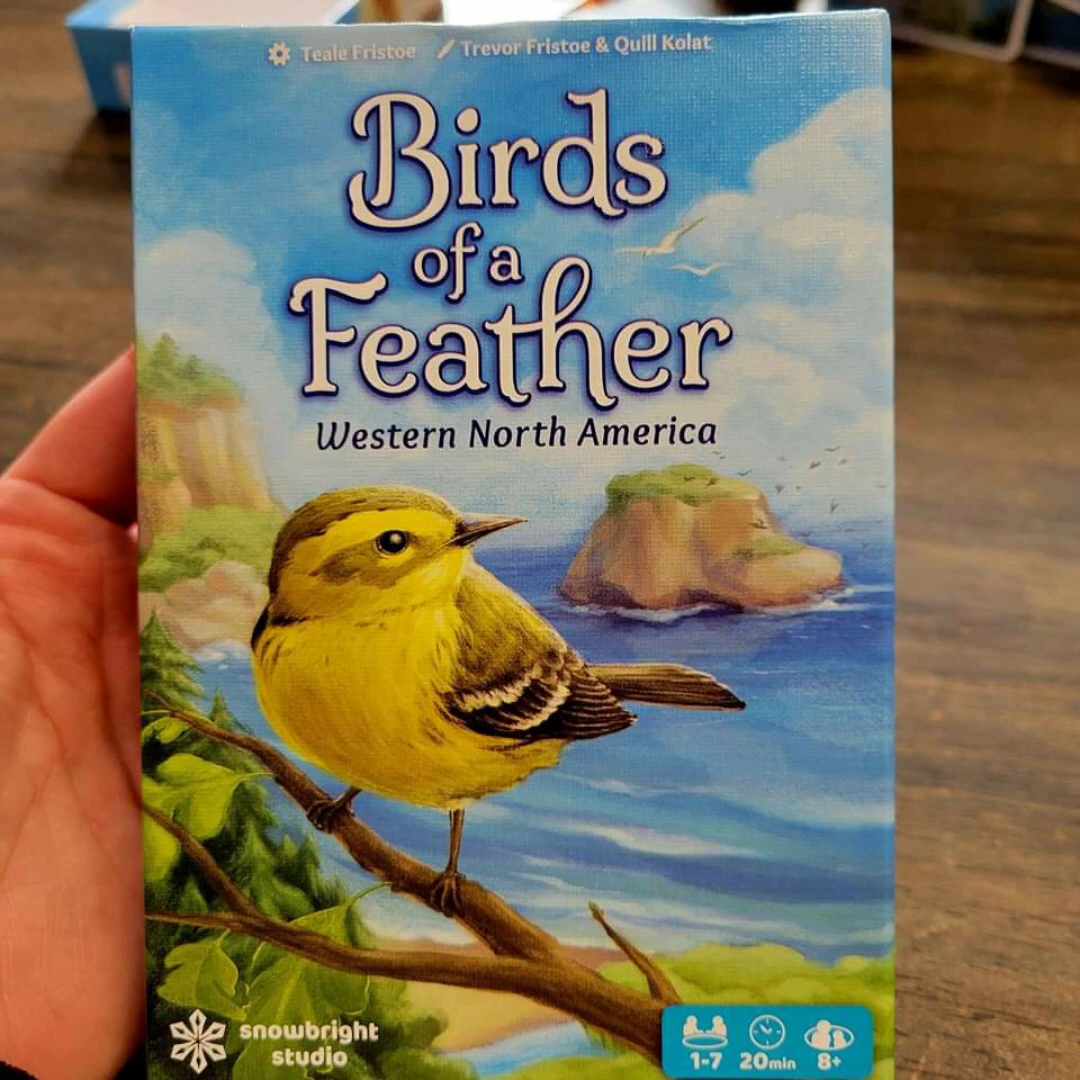 Teale Fristoe Trevor Fristoe & Quill Kolat
Birds
of a
Feather
Western North America
snowbright
studio
1-7 20min 8+